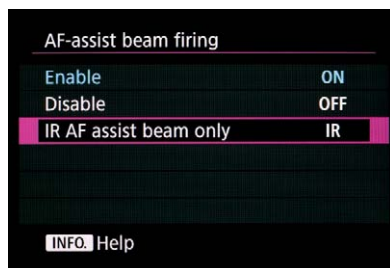 AF-assist beam firing
Enable ON
Disable OFF
IR AF assist beam only IR
INFO. Help